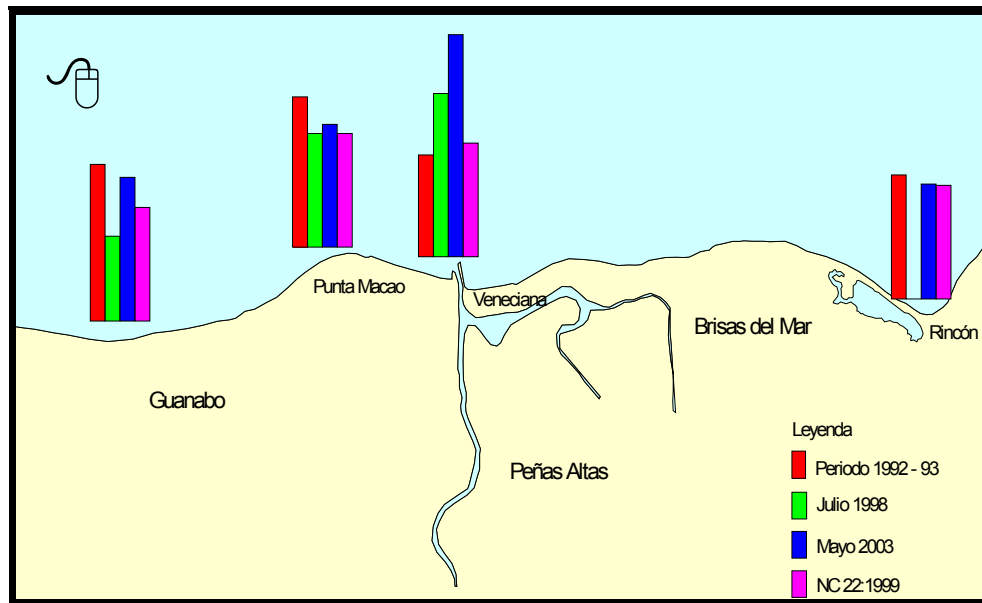 Punta Macao
Veneciana
Brisas del Mar
Rincón
Guanabo
Peñas Altas
Leyenda
Periodo 1992 - 93
Julio 1998
Mayo 2003
NC 22:1999